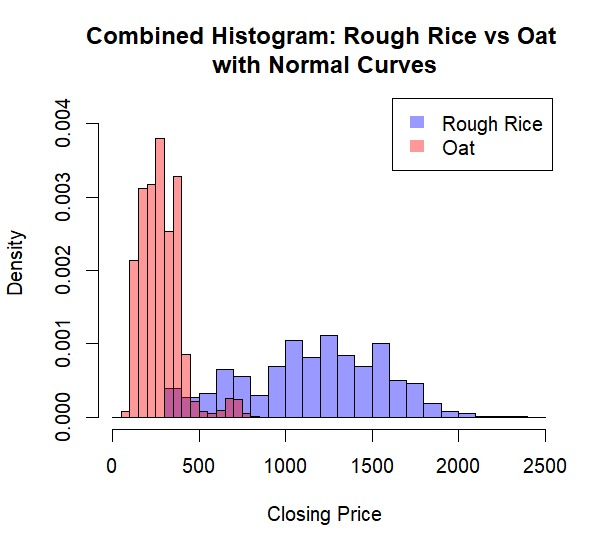 Combined Histogram: Rough Rice vs Oat
with Normal Curves
Rough Rice
Oat
Density
0.004
0.003
0.002
0.001
0.000
0 500 1000 1500 2000 2500
Closing Price